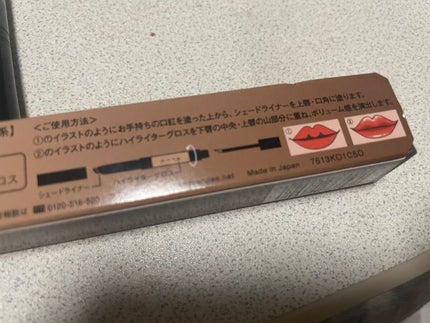 系】 <ご使用方法>
①のイラストのようにお手持ちの口紅を塗った上から、シェードライナーを上唇・口角に塗ります。
②のイラストのようにハイライターグロスを下唇の中央・上唇の山部分に重ね、ボリューム感を演出します。
① ②
ロス
シェードライナー
ハイライターグロス
Made in Japan 7613KO1C5O
0120-518-520